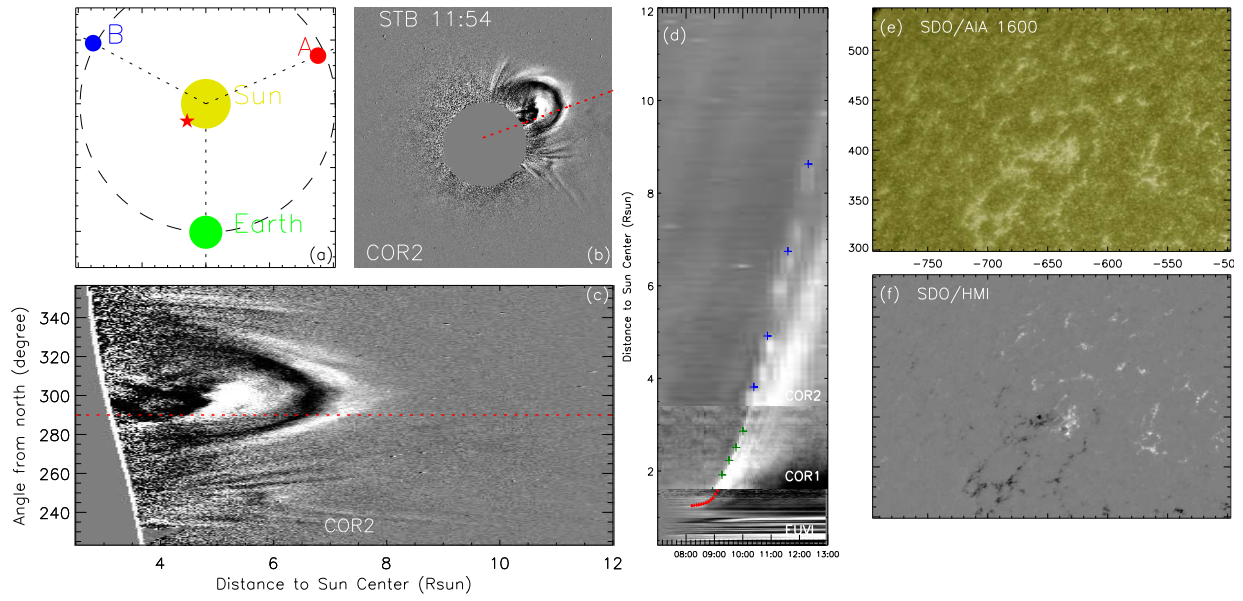 B
A
Sun
Earth
(a)
STB 11:54
COR2
(b)
(c)
340
320
300
280
260
240
Angle from north (degree)
COR2
4
6
8
10
12
Distance to Sun Center (Rsun)
(d)
12
10
8
6
4
2
Distance to Sun Center (Rsun)
COR2
COR1
EUVI
08:00
09:00
10:00
11:00
12:00
13:00
(e) SDO/AIA 1600
500
450
400
350
300
-750
-700
-650
-600
-550
(f) SDO/HMI